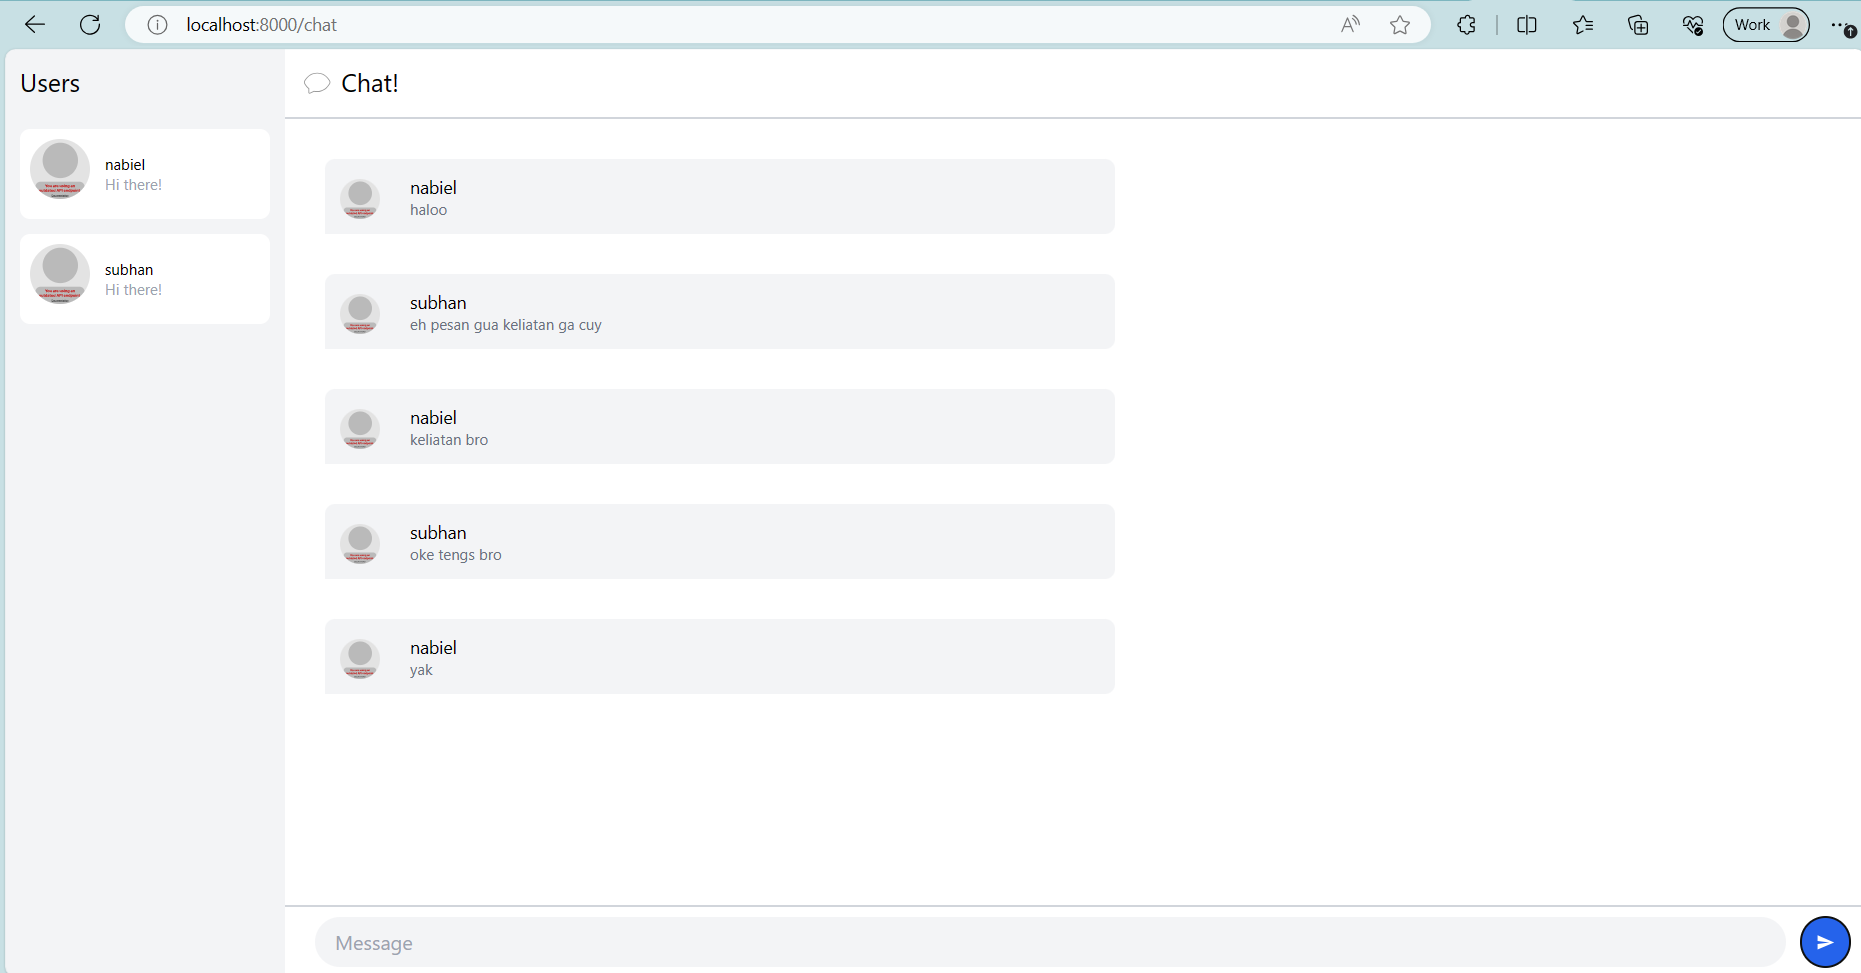 localhost:8000/chat
Work
Users
Chat!
nabiel
Hi there!
subhan
Hi there!
nabiel
haloo
subhan
eh pesan gua keliatan ga cuy
nabiel
keliatan bro
subhan
oke tengs bro
nabiel
yak
Message